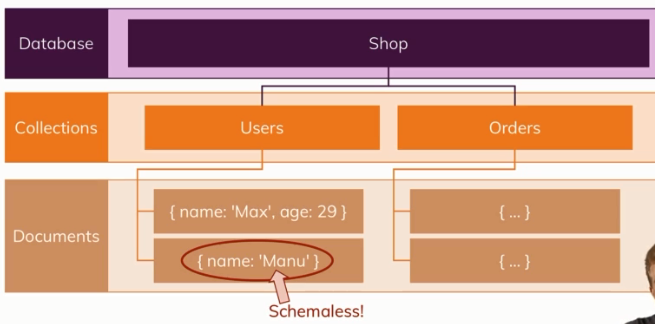 Database
Shop
Collections
Users
Orders
Documents
{ name: 'Max', age: 29 }
{ ... }
{ name: 'Manu' }
{ ... }
Schemaless!